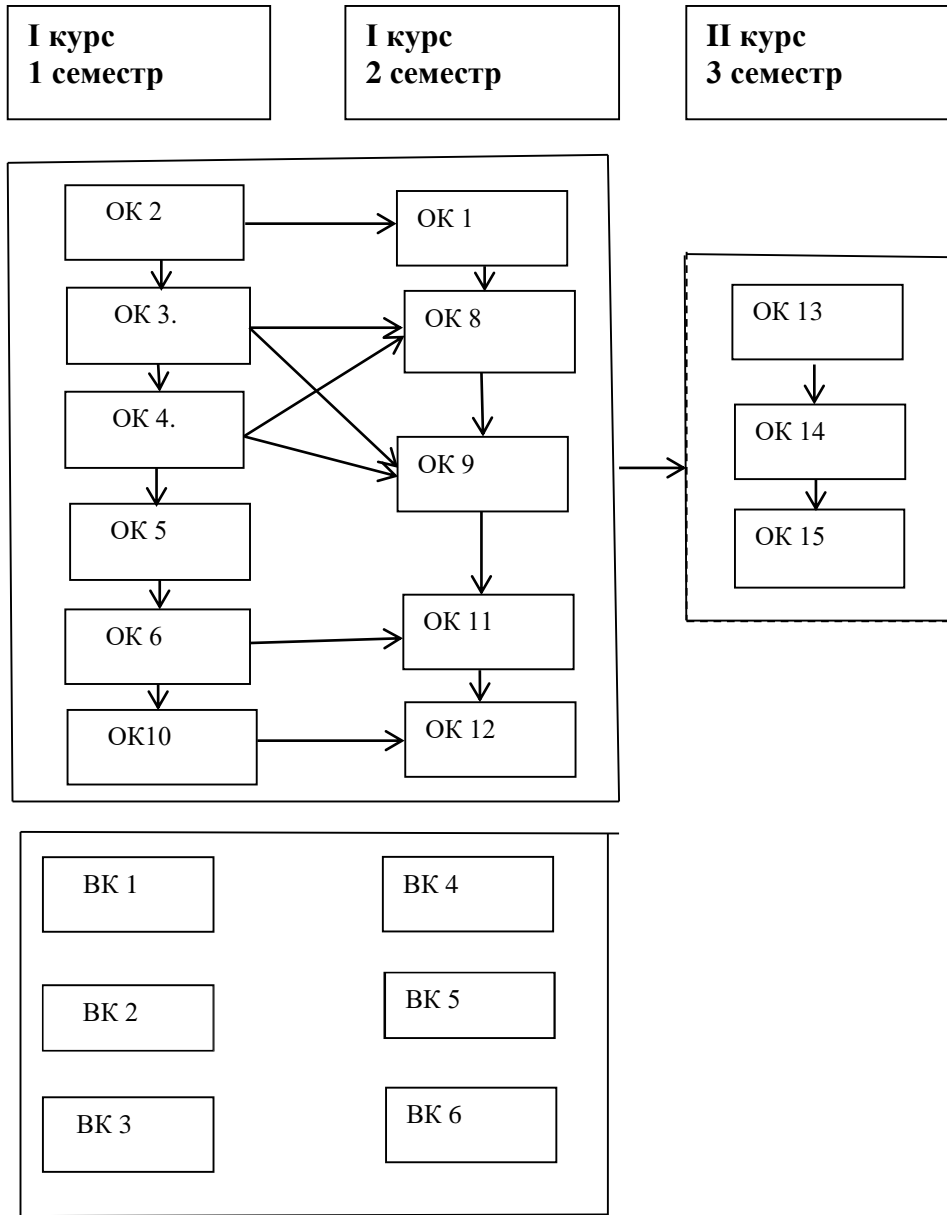 I курс
1 семестр
I курс
2 семестр
II курс
3 семестр
ОК 2
ОК 1
ОК 3.
ОК 8
ОК 13
ОК 4.
ОК 14
ОК 9
ОК 5
ОК 15
ОК 6
ОК 11
ОК10
ОК 12
ВК 1
ВК 4
ВК 2
ВК 5
ВК 3
ВК 6